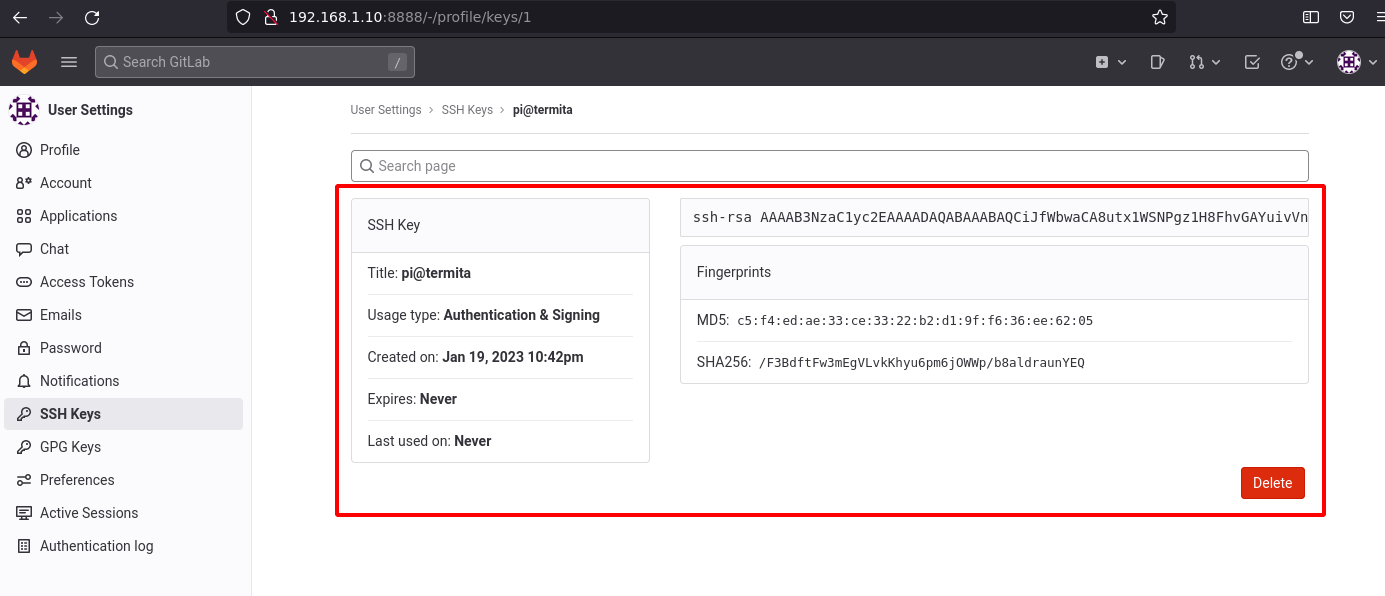 192.168.1.10:8888/-/profile/keys/1
Search GitLab /
User Settings
Profile
Account
Applications
Chat
Access Tokens
Emails
Password
Notifications
SSH Keys
GPG Keys
Preferences
Active Sessions
Authentication log
User Settings > SSH Keys > pi@termita
Search page
SSH Key
Title: pi@termita
Usage type: Authentication & Signing
Created on: Jan 19, 2023 10:42pm
Expires: Never
Last used on: Never
ssh-rsa AAAAB3NzaC1yc2EAAAADAQABAAABAQCiJfWbwaCA8utx1WSNPgz1H8FhvGAYuivVn
Fingerprints
MD5: c5:f4:ed:ae:33:ce:33:22:b2:d1:9f:f6:36:ee:62:05
SHA256: /F3BdftFw3mEgVLvkKhyu6pm6jOWWp/b8aldraunYEQ
Delete